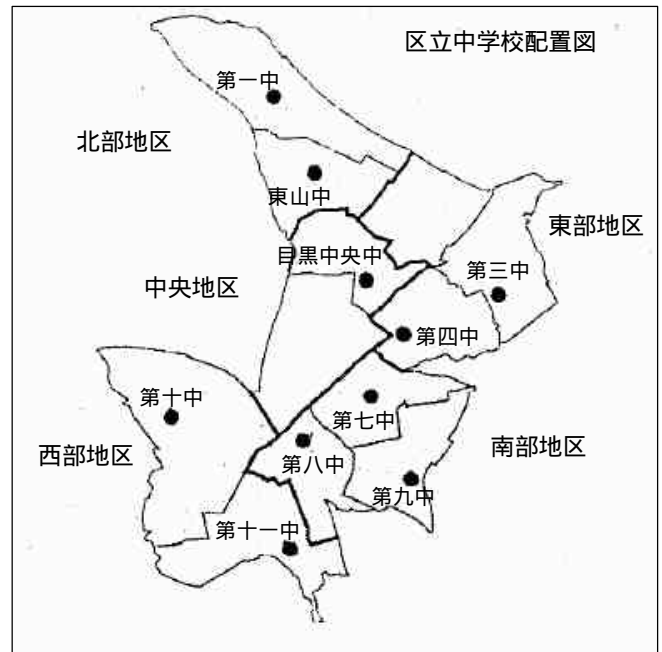 区立中学校配置図
第一中
北部地区
東山中
東部地区
目黒中央中
第三中
中央地区
第四中
第十中
第七中
西部地区
第八中
南部地区
第九中
第十一中